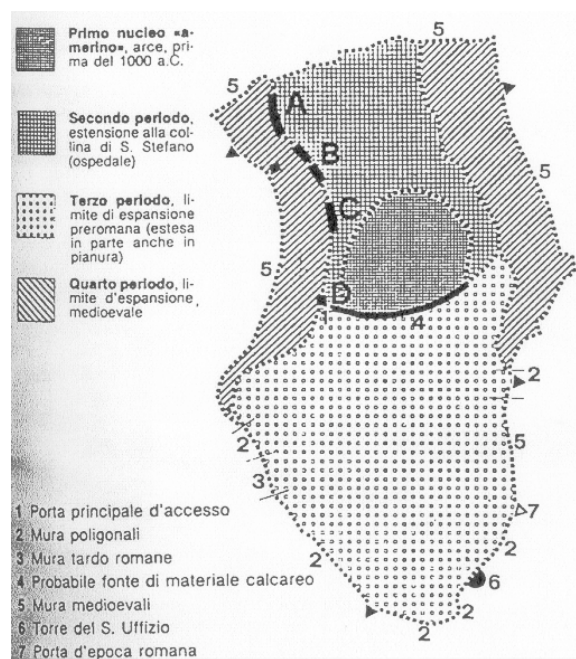 Primo nucleo «a-
merino», arce, pri-
ma del 1000 a.C.
Secondo periodo,
estensione alla col-
lina di S. Stefano
(ospedale)
Terzo periodo, li-
mite di espansione
preromana (estesa
in parte anche in
pianura)
Quarto periodo, li-
mite d'espansione,
medioevale
1 Porta principale d'accesso
2 Mura poligonali
3 Mura tardo romane
4 Probabile fonte di materiale calcareo
5 Mura medioevali
6 Torre del S. Uffizio
7 Porta d'epoca romana
5
5
A
B
5
C
5
D
1
4
2
2
5
3
7
2
2
6
2
2